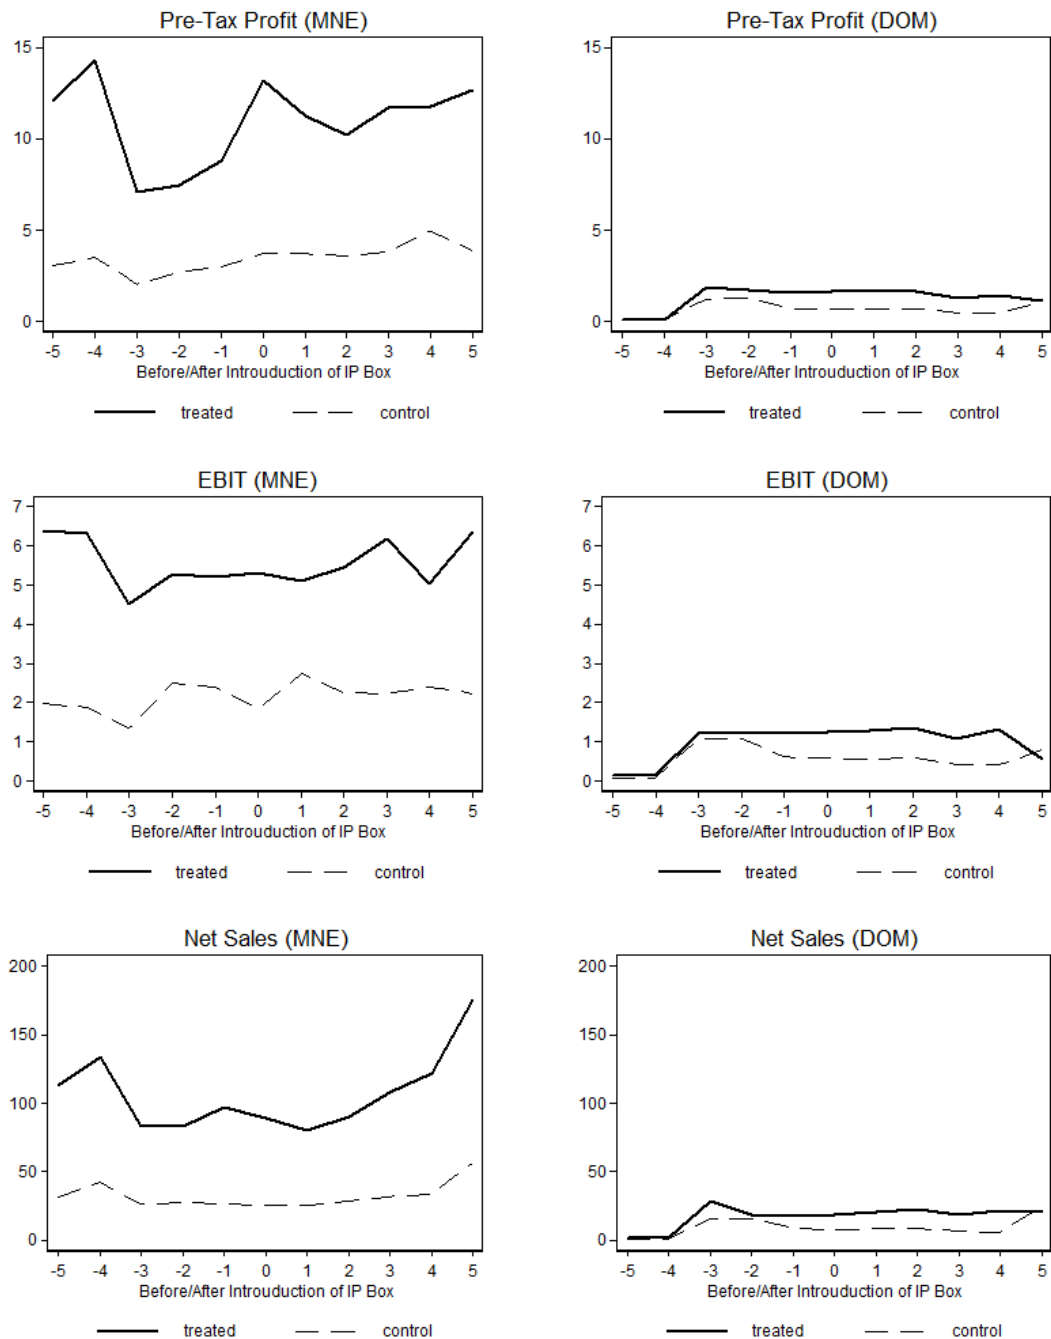 Pre-Tax Profit (MNE)
15
10
5
0
-5 -4 -3 -2 -1 0 1 2 3 4 5
Before/After Introuduction of IP Box
treated control
Pre-Tax Profit (DOM)
15
10
5
0
-5 -4 -3 -2 -1 0 1 2 3 4 5
Before/After Introuduction of IP Box
treated control
EBIT (MNE)
7
6
5
4
3
2
1
0
-5 -4 -3 -2 -1 0 1 2 3 4 5
Before/After Introuduction of IP Box
treated control
EBIT (DOM)
7
6
5
4
3
2
1
0
-5 -4 -3 -2 -1 0 1 2 3 4 5
Before/After Introuduction of IP Box
treated control
Net Sales (MNE)
200
150
100
50
0
-5 -4 -3 -2 -1 0 1 2 3 4 5
Before/After Introuduction of IP Box
treated control
Net Sales (DOM)
200
150
100
50
0
-5 -4 -3 -2 -1 0 1 2 3 4 5
Before/After Introuduction of IP Box
treated control